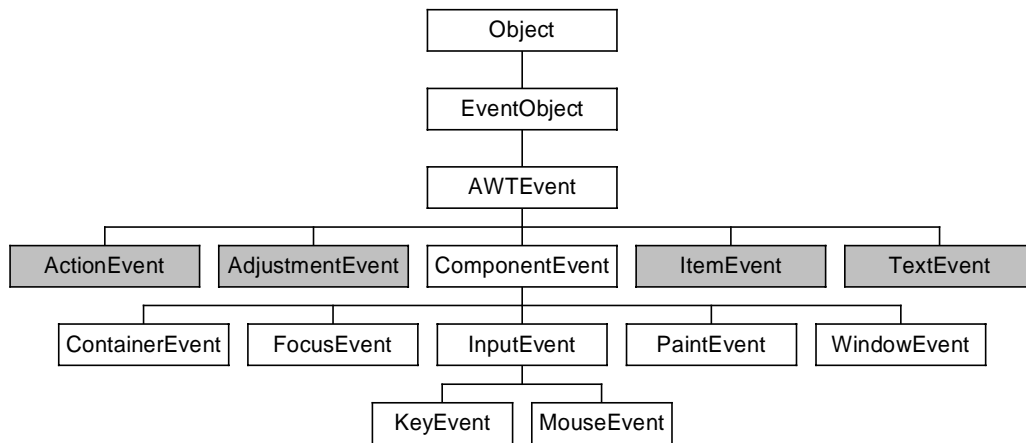 Object
EventObject
AWTEvent
ActionEvent AdjustmentEvent ComponentEvent ItemEvent TextEvent
ContainerEvent FocusEvent InputEvent PaintEvent WindowEvent
KeyEvent MouseEvent